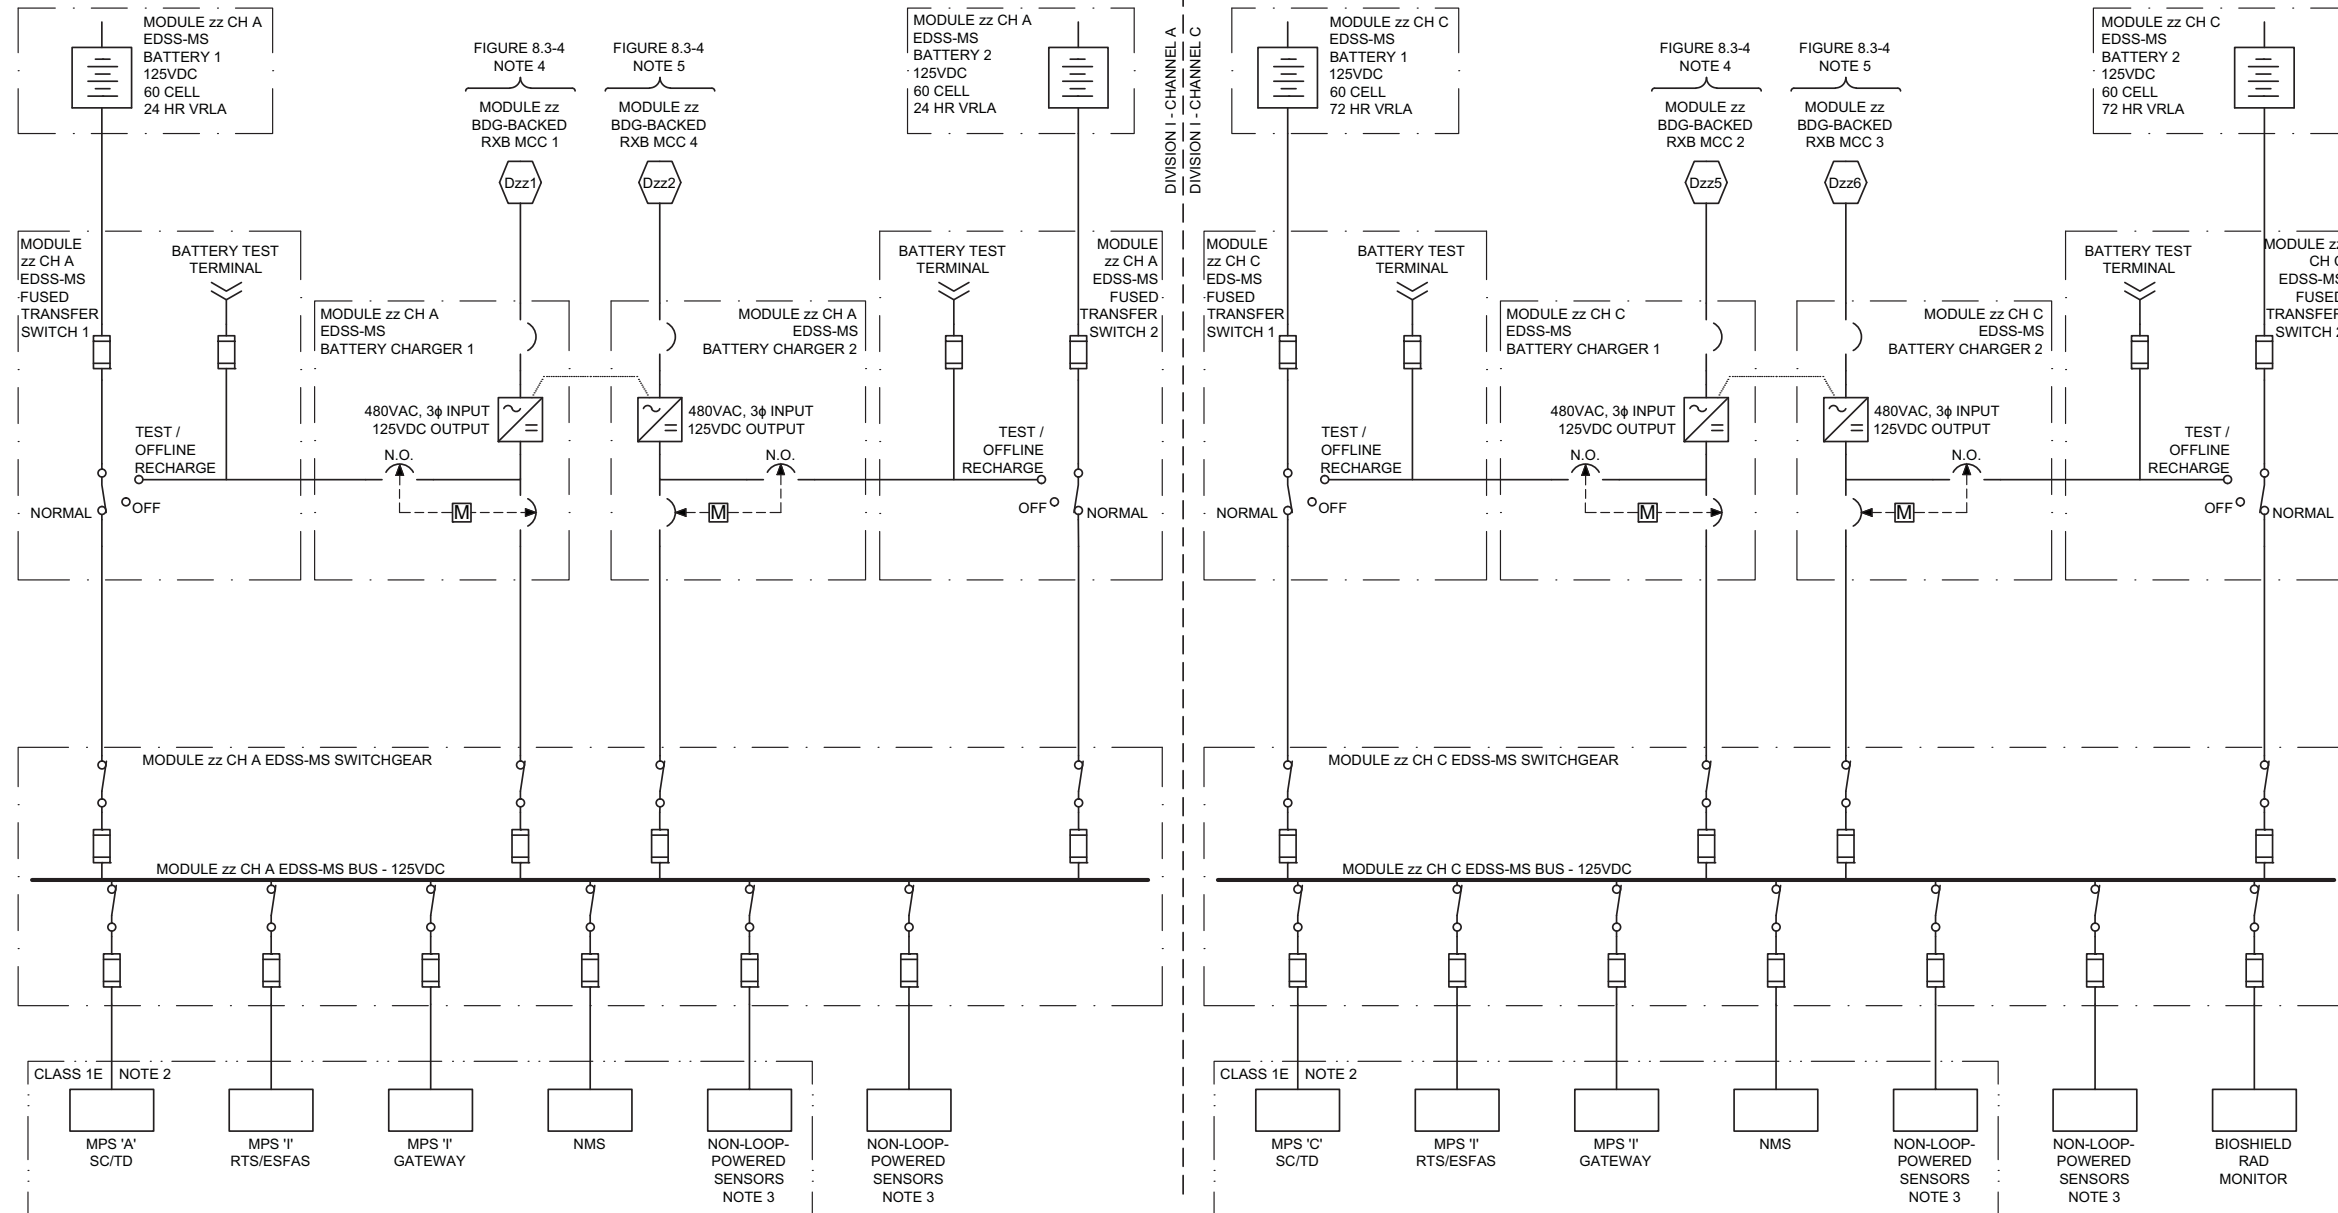 MODULE zz CH A
EDSS-MS
BATTERY 1
125VDC
60 CELL
24 HR VRLA
FIGURE 8.3-4
NOTE 4
MODULE zz
BDG-BACKED
RXB MCC 1
Dzz1
FIGURE 8.3-4
NOTE 5
MODULE zz
BDG-BACKED
RXB MCC 4
Dzz2
MODULE zz CH A
EDSS-MS
BATTERY 2
125VDC
60 CELL
24 HR VRLA
DIVISION I - CHANNEL A
DIVISION I - CHANNEL C
MODULE zz CH C
EDSS-MS
BATTERY 1
125VDC
60 CELL
72 HR VRLA
FIGURE 8.3-4
NOTE 4
MODULE zz
BDG-BACKED
RXB MCC 2
Dzz5
FIGURE 8.3-4
NOTE 5
MODULE zz
BDG-BACKED
RXB MCC 3
Dzz6
MODULE zz CH C
EDSS-MS
BATTERY 2
125VDC
60 CELL
72 HR VRLA
MODULE
zz CH A
EDSS-MS
FUSED
TRANSFER
SWITCH 1
BATTERY TEST
TERMINAL
TEST /
OFFLINE
RECHARGE
OFF
NORMAL
MODULE zz CH A
EDSS-MS
BATTERY CHARGER 1
480VAC, 3ϕ INPUT
125VDC OUTPUT
N.O.
M
MODULE zz CH A
EDSS-MS
BATTERY CHARGER 2
480VAC, 3ϕ INPUT
125VDC OUTPUT
N.O.
M
BATTERY TEST
TERMINAL
MODULE
zz CH A
EDSS-MS
FUSED
TRANSFER
SWITCH 2
TEST /
OFFLINE
RECHARGE
OFF
NORMAL
MODULE
zz CH C
EDS-MS
FUSED
TRANSFER
SWITCH 1
BATTERY TEST
TERMINAL
TEST /
OFFLINE
RECHARGE
OFF
NORMAL
MODULE zz CH C
EDSS-MS
BATTERY CHARGER 1
480VAC, 3ϕ INPUT
125VDC OUTPUT
N.O.
M
MODULE zz CH C
EDSS-MS
BATTERY CHARGER 2
480VAC, 3ϕ INPUT
125VDC OUTPUT
N.O.
M
BATTERY TEST
TERMINAL
MODULE
CH
EDSS-MS
FUSED
TRANSFER
SWITCH
TEST /
OFFLINE
RECHARGE
OFF
NORMAL
MODULE zz CH A EDSS-MS SWITCHGEAR
MODULE zz CH A EDSS-MS BUS - 125VDC
MODULE zz CH C EDSS-MS SWITCHGEAR
MODULE zz CH C EDSS-MS BUS - 125VDC
CLASS 1E NOTE 2
MPS 'A'
SC/TD
MPS 'I'
RTS/ESFAS
MPS 'I'
GATEWAY
NMS
NON-LOOP-
POWERED
SENSORS
NOTE 3
NON-LOOP-
POWERED
SENSORS
NOTE 3
CLASS 1E NOTE 2
MPS 'C'
SC/TD
MPS 'I'
RTS/ESFAS
MPS 'I'
GATEWAY
NMS
NON-LOOP-
POWERED
SENSORS
NOTE 3
NON-LOOP-
POWERED
SENSORS
NOTE 3
BIOSHIELD
RAD
MONITOR